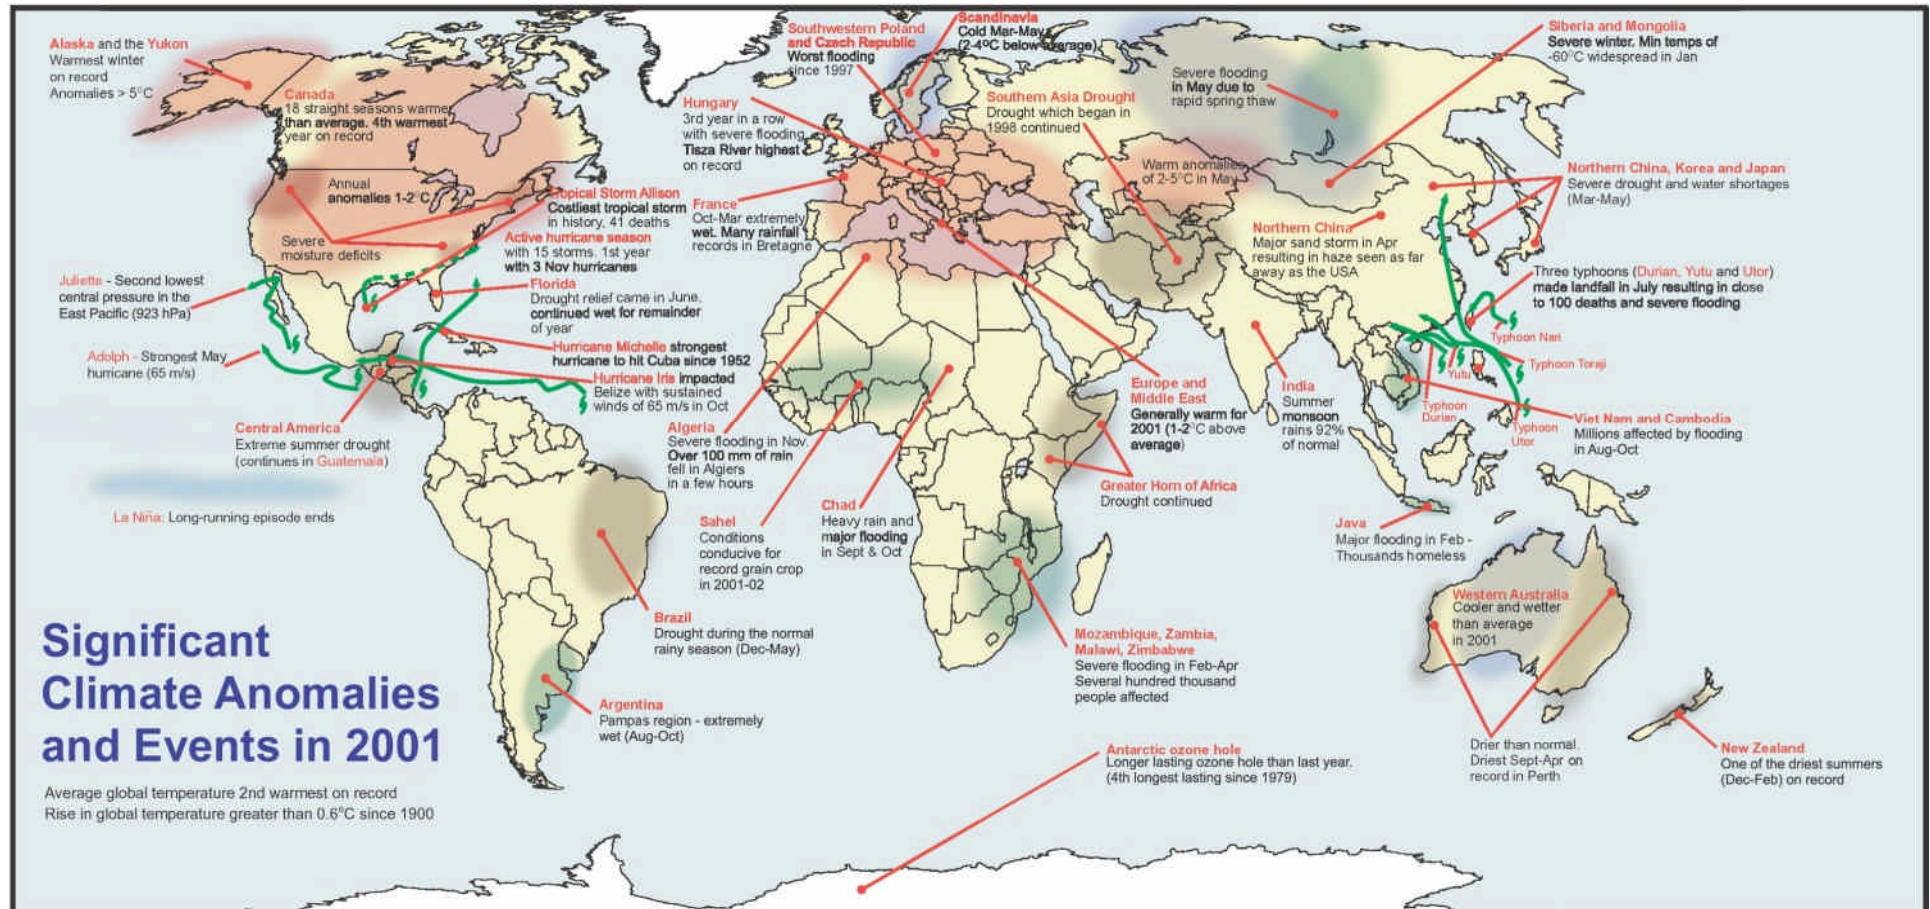 Alaska and the Yukon
Warmest winter
on record
Anomalies > 5°C
Canada
18 straight seasons warmer
than average. 4th warmest
year on record
Annual
anomalies 1-2°C
Severe
moisture deficits
Tropical Storm Allison
Costliest tropical storm
in history, 41 deaths
Active hurricane season
with 15 storms. 1st year
with 3 Nov hurricanes
Florida
Drought relief came in June,
continued wet for remainder
of year
Hurricane Michelle strongest
hurricane to hit Cuba since 1952
Hurricane Iris impacted
Belize with sustained
winds of 65 m/s in Oct
Juliette - Second lowest
central pressure in the
East Pacific (923 hPa)
Adolph - Strongest May
hurricane (65 m/s)
Central America
Extreme summer drought
(continues in Guatemala)
La Niña: Long-running episode ends
Southwestern Poland
and Czech Republic
Worst flooding
since 1997
Scandinavia
Cold Mar-May
(2-4°C below average)
Hungary
3rd year in a row
with severe flooding
Tisza River highest
on record
France
Oct-Mar extremely
wet. Many rainfall
records in Bretagne
Southern Asia Drought
Drought which began in
1998 continued
Severe flooding
in May due to
rapid spring thaw
Siberia and Mongolia
Severe winter. Min temps of
-60°C widespread in Jan
Warm anomalies
of 2-5°C in May
Northern China, Korea and Japan
Severe drought and water shortages
(Mar-May)
Northern China
Major sand storm in Apr
resulting in haze seen as far
away as the USA
Three typhoons (Durian, Yutu and Utor)
made landfall in July resulting in close
to 100 deaths and severe flooding
Typhoon Nari
Typhoon Toraji
Yutu
Typhoon
Durian
Typhoon
Utor
Viet Nam and Cambodia
Millions affected by flooding
in Aug-Oct
India
Summer
monsoon
rains 92%
of normal
Europe and
Middle East
Generally warm for
2001 (1-2°C above
average)
Algeria
Severe flooding in Nov.
Over 100 mm of rain
fell in Algiers
in a few hours
Sahel
Conditions
conducive for
record grain crop
in 2001-02
Chad
Heavy rain and
major flooding
in Sept & Oct
Greater Horn of Africa
Drought continued
Java
Major flooding in Feb -
Thousands homeless
Brazil
Drought during the normal
rainy season (Dec-May)
Argentina
Pampas region - extremely
wet (Aug-Oct)
Mozambique, Zambia,
Malawi, Zimbabwe
Severe flooding in Feb-Apr
Several hundred thousand
people affected
Western Australia
Cooler and wetter
than average
in 2001
Drier than normal.
Driest Sept-Apr on
record in Perth
New Zealand
One of the driest summers
(Dec-Feb) on record
Antarctic ozone hole
Longer lasting ozone hole than last year.
(4th longest lasting since 1979)
Significant
Climate Anomalies
and Events in 2001
Average global temperature 2nd warmest on record
Rise in global temperature greater than 0.6°C since 1900